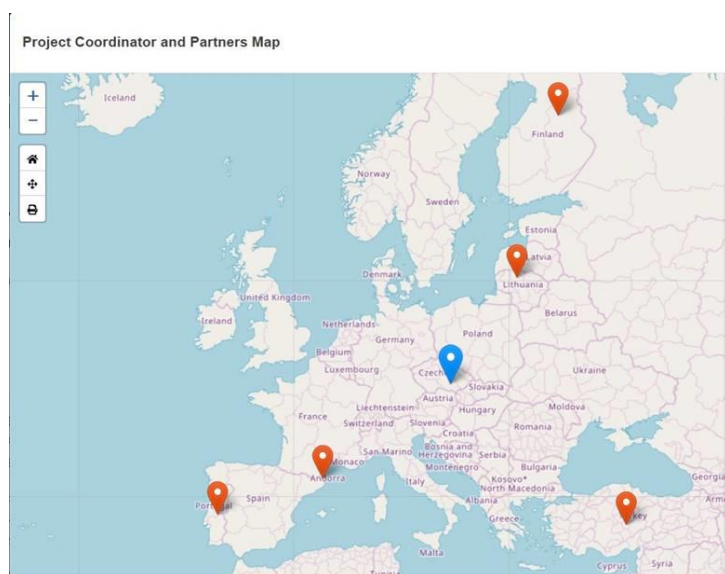 Project Coordinator and Partners Map
+
−
Iceland
Finland
Norway
Sweden
Estonia
Latvia
Denmark
Lithuania
United Kingdom
Ireland
Belarus
Netherlands
Poland
Germany
Belgium
Luxembourg
Ukraine
Slovakia
Austria
Liechtenstein
Hungary
Moldova
France
Switzerland
Slovenia
Romania
Croatia
San Marino
Bosnia and
Herzegovina
Serbia
Monaco
Montenegro
Bulgaria
Andorra
Italy
Kosovo*
North Macedonia
Georgia
Spain
Albania
Greece
Malta
Cyprus
Syria